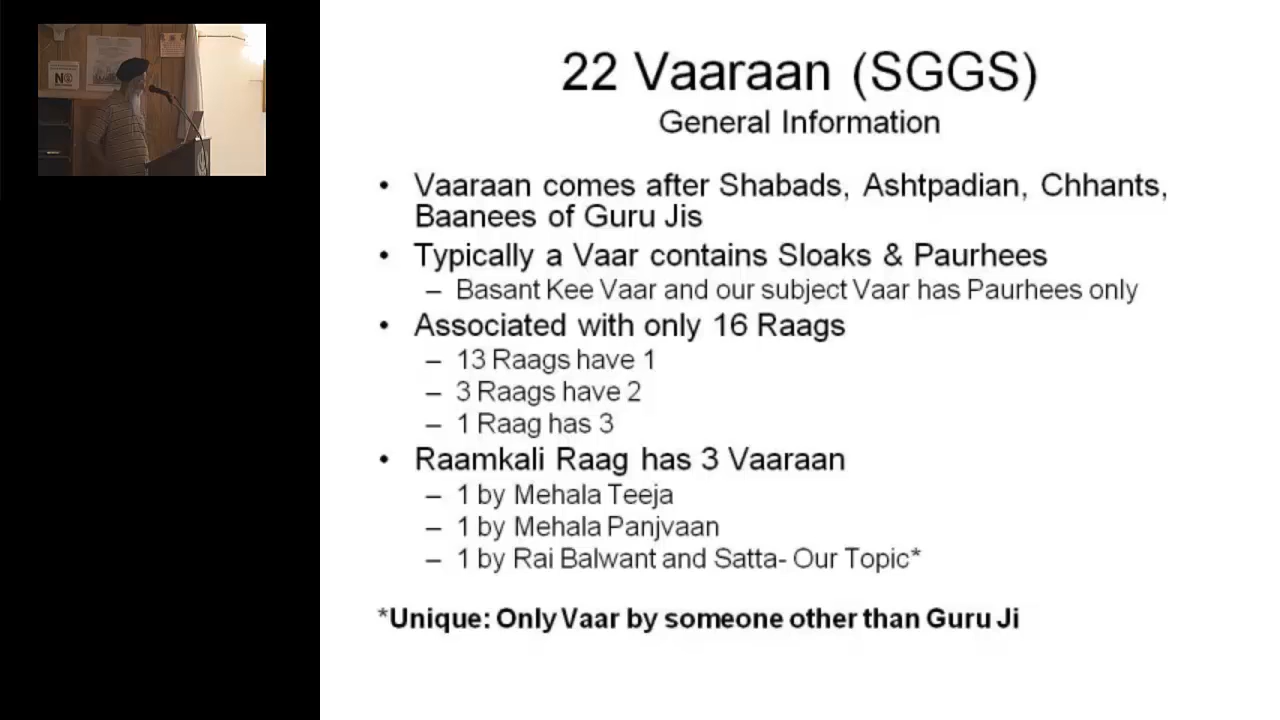 22 Vaaraan (SGGS)
General Information
• Vaaraan comes after Shabads, Ashtpadian, Chhants,
Baanees of Guru Jis
• Typically a Vaar contains Sloaks & Paurhees
– Basant Kee Vaar and our subject Vaar has Paurhees only
• Associated with only 16 Raags
– 13 Raags have 1
– 3 Raags have 2
– 1 Raag has 3
• Raamkali Raag has 3 Vaaraan
– 1 by Mehala Teeja
– 1 by Mehala Panjvaan
– 1 by Rai Balwant and Satta- Our Topic*
*Unique: Only Vaar by someone other than Guru Ji